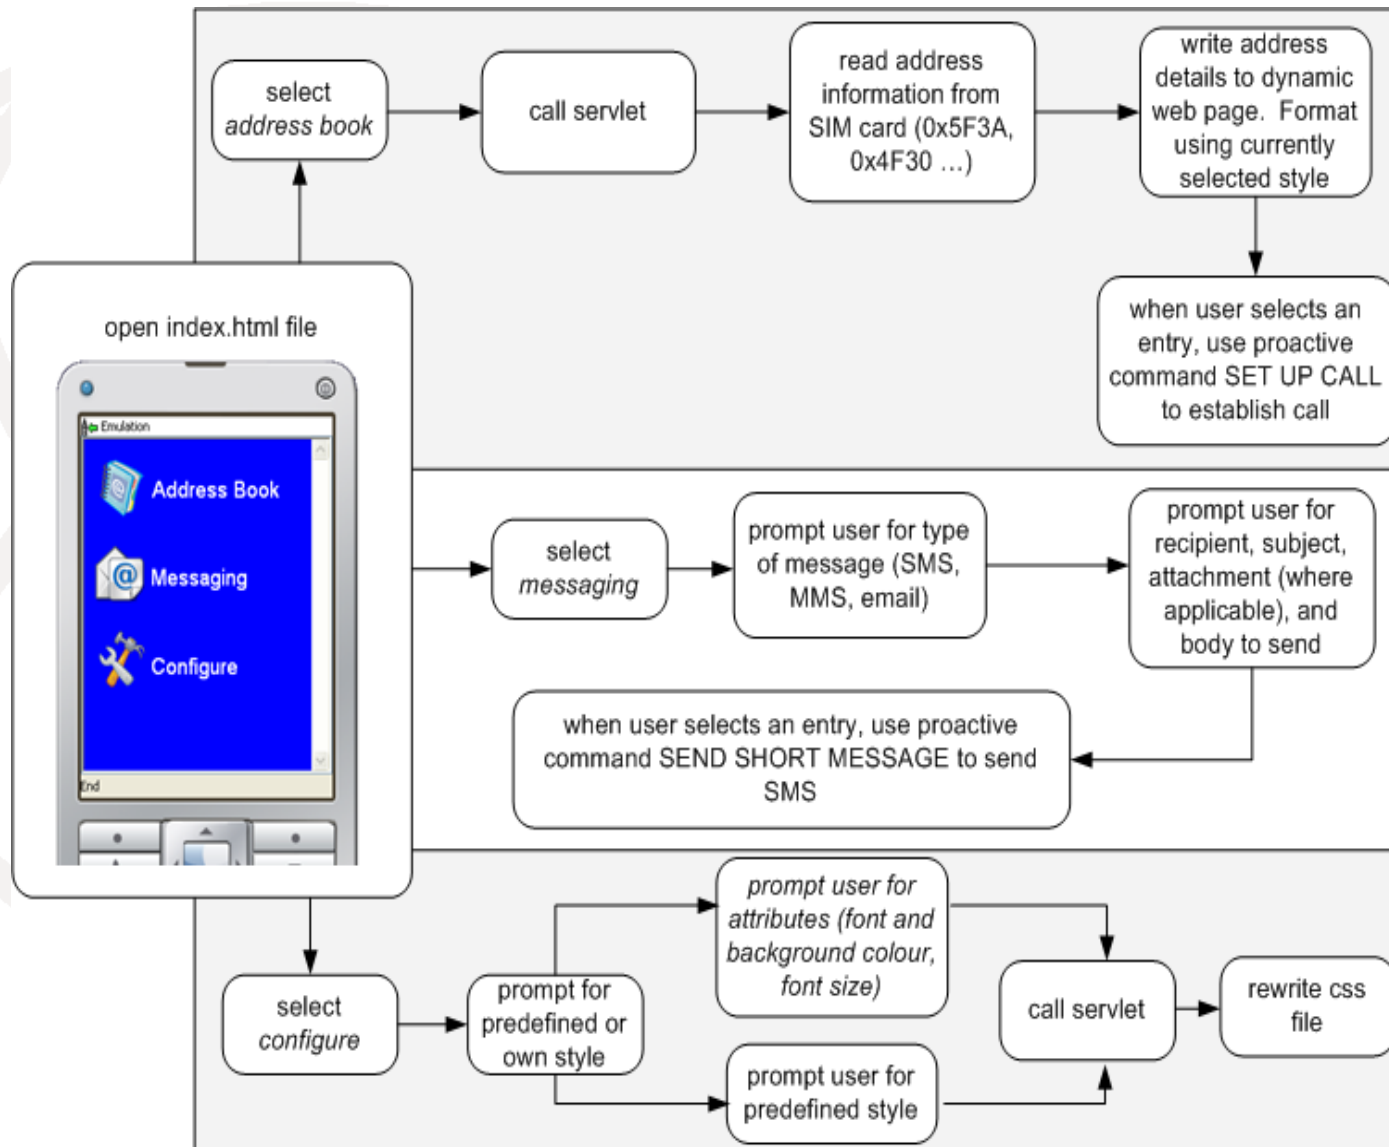 select
address book
call servlet
read address
information from
SIM card (0x5F3A,
0x4F30 ...)
write address
details to dynamic
web page.  Format
using currently
selected style
when user selects an
entry, use proactive
command SET UP CALL
to establish call
open index.html file
Emulation
Address Book
Messaging
Configure
End
select
messaging
prompt user for type
of message (SMS,
MMS, email)
prompt user for
recipient, subject,
attachment (where
applicable), and
body to send
when user selects an entry, use proactive
command SEND SHORT MESSAGE to send
SMS
select
configure
prompt for
predefined or
own style
prompt user for
attributes (font and
background colour,
font size)
prompt user for
predefined style
call servlet
rewrite css
file